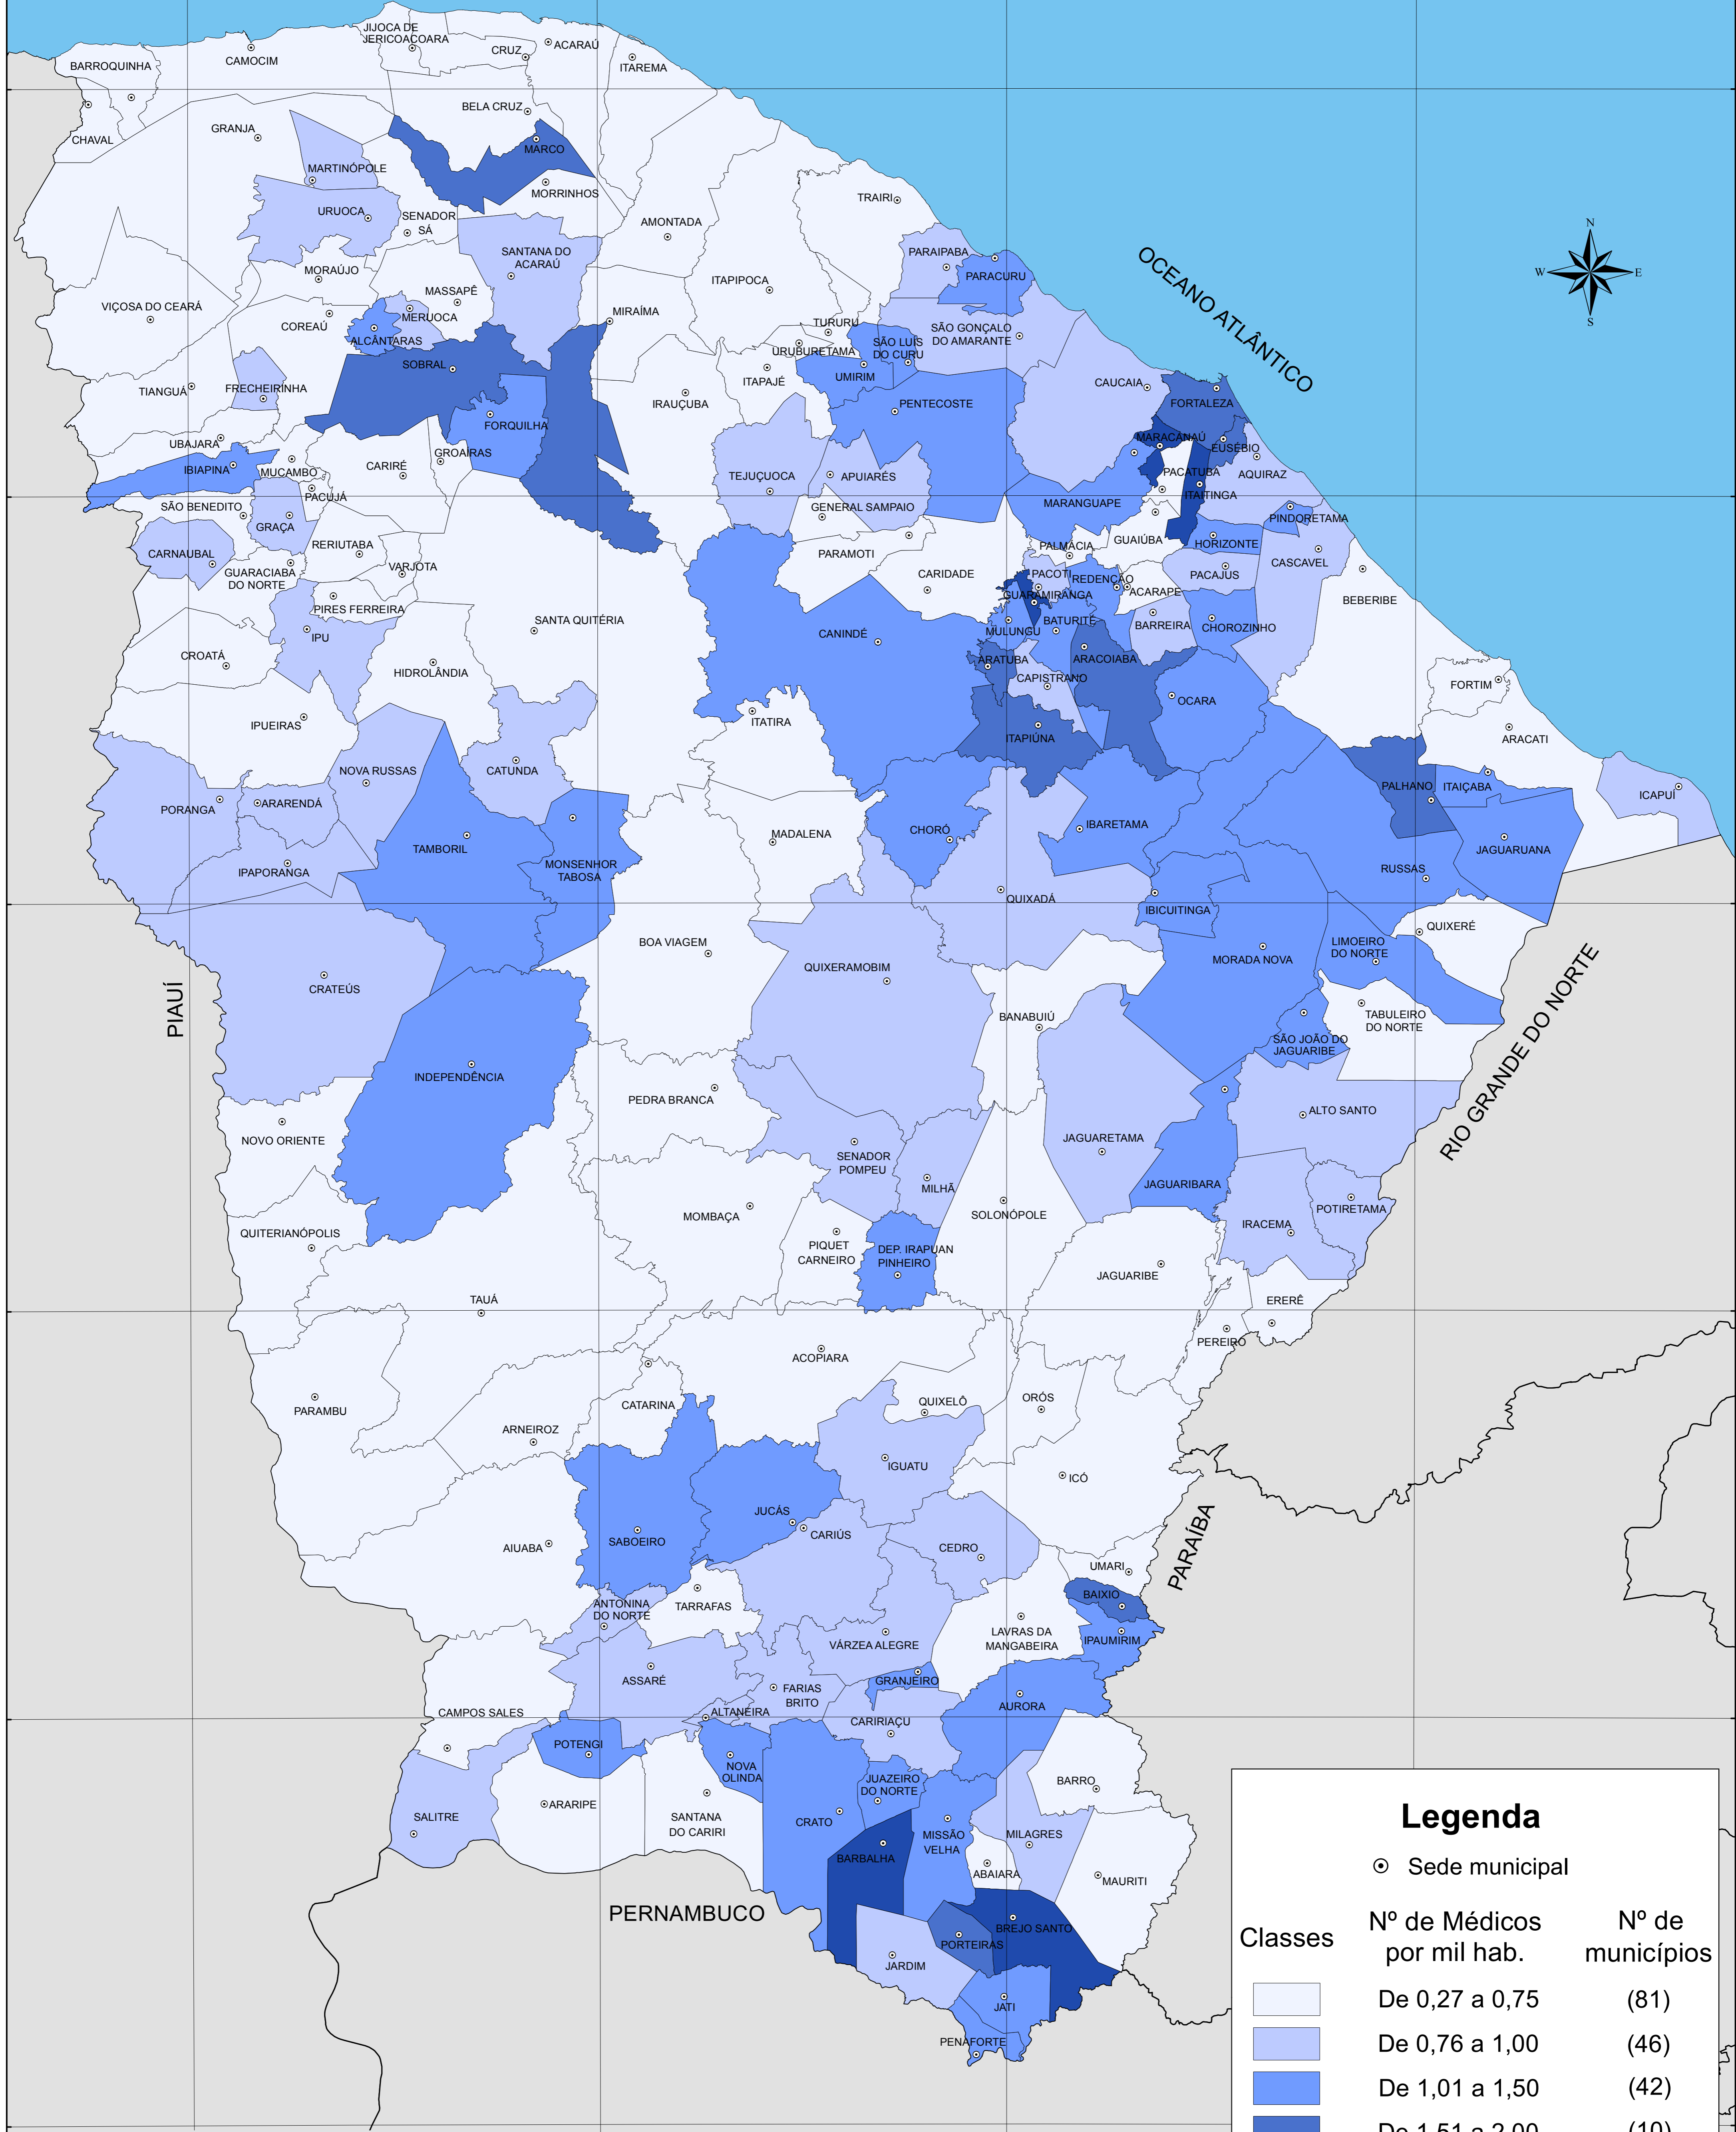 JIJOCA DE
JERICOACOARA
CRUZ
ACARAÚ
ITAREMA
BARROQUINHA
CAMOCIM
BELA CRUZ
CHAVAL
GRANJA
MARCO
MARTINÓPOLE
MORRINHOS
TRAIRI
URUOCA
SENADOR
SÁ
AMONTADA
N
W
E
S
SANTANA DO
ACARAÚ
PARAIPABA
PARACURU
OCEANO ATLÂNTICO
MORAÚJO
ITAPIPOCA
VIÇOSA DO CEARÁ
MASSAPÊ
COREAÚ
MERUOCA
MIRAÍMA
TURURU
SÃO GONÇALO
DO AMARANTE
ALCÂNTARAS
URUBURETAMA
SÃO LUÍS
DO CURU
SOBRAL
UMIRIM
ITAPAJÉ
CAUCAIA
TIANGUÁ
FRECHEIRINHA
IRAUÇUBA
PENTECOSTE
FORTALEZA
FORQUILHA
MARACANAÚ
EUSÉBIO
UBAJARA
IBIAPINA
MUCAMBO
CARIRÉ
GROAÍRAS
TEJUÇUOCA
APUIARÉS
PACATUBA
AQUIRAZ
ITAITINGA
PACUJÁ
SÃO BENEDITO
GENERAL SAMPAIO
MARANGUAPE
PINDORETAMA
GRAÇA
RERIUTABA
PARAMOTI
PALMÁCIA
GUAIÚBA
HORIZONTE
CARNAUBAL
GUARACIABA
DO NORTE
VARJOTA
CARIDADE
PACOTI
REDENÇÃO
PACAJUS
CASCAVEL
GUARAMIRANGA
ACARAPE
BEBERIBE
PIRES FERREIRA
SANTA QUITÉRIA
IPU
CANINDÉ
MULUNGU
BATURITÉ
BARREIRA
CHOROZINHO
CROATÁ
HIDROLÂNDIA
ARATUBA
ARACOIABA
CAPISTRANO
FORTIM
OCARA
IPUEIRAS
ITATIRA
ITAPIÚNA
ARACATI
NOVA RUSSAS
CATUNDA
PORANGA
ARARENDÁ
PALHANO
ITAIÇABA
ICAPUÍ
MADALENA
CHORÓ
IBARETAMA
TAMBORIL
MONSENHOR
TABOSA
IPAPORANGA
RUSSAS
JAGUARUANA
QUIXADÁ
IBICUITINGA
BOA VIAGEM
QUIXERÉ
LIMOEIRO
DO NORTE
MORADA NOVA
QUIXERAMOBIM
CRATEÚS
PIAUÍ
BANABUIÚ
TABULEIRO
DO NORTE
SÃO JOÃO DO
JAGUARIBE
RIO GRANDE DO NORTE
INDEPENDÊNCIA
PEDRA BRANCA
ALTO SANTO
NOVO ORIENTE
JAGUARETAMA
SENADOR
POMPEU
MILHÃ
JAGUARIBARA
POTIRETAMA
SOLONÓPOLE
MOMBAÇA
IRACEMA
QUITERIANÓPOLIS
PIQUET
CARNEIRO
DEP. IRAPUAN
PINHEIRO
JAGUARIBE
TAUÁ
ERERÊ
PEREIRO
ACOPIARA
PARAMBU
CATARINA
QUIXELÔ
ORÓS
ARNEIROZ
IGUATU
ICÓ
JUCÁS
CARIÚS
SABOEIRO
AIUABA
CEDRO
PARAÍBA
UMARI
BAIXIO
ANTONINA
DO NORTE
TARRAFAS
LAVRAS DA
MANGABEIRA
VÁRZEA ALEGRE
IPAUMIRIM
ASSARÉ
GRANJEIRO
FARIAS
BRITO
AURORA
CAMPOS SALES
ALTANEIRA
CARIRIAÇU
POTENGI
NOVA
OLINDA
JUAZEIRO
DO NORTE
BARRO
SALITRE
ARARIPE
SANTANA
DO CARIRI
CRATO
MISSÃO
VELHA
MILAGRES
BARBALHA
ABAIARA
MAURITI
PERNAMBUCO
BREJO SANTO
PORTEIRAS
JARDIM
JATI
PENAFORTE
Legenda
Sede municipal
Classes
Nº de Médicos
por mil hab.
Nº de
municípios
De 0,27 a 0,75 (81)
De 0,76 a 1,00 (46)
De 1,01 a 1,50 (42)
De 1,51 a 2,00 (10)